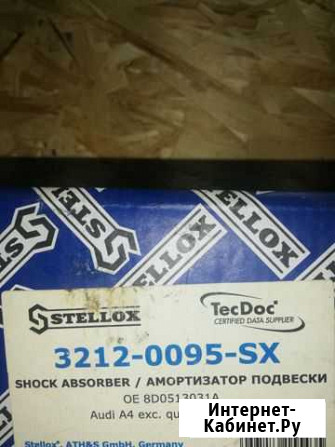 STELLOX
STELLOX
STELLOX
STELLOX
TecDoc
CERTIFIED DATA SUPPLIER
3212-0095-SX
SHOCK ABSORBER / АМОРТИЗАТОР ПОДВЕСКИ
OE 8D0513031A
Audi A4 exc.
Stellox, ATH&S GmbH, Germany
Интернет-
Кабинет.Ру